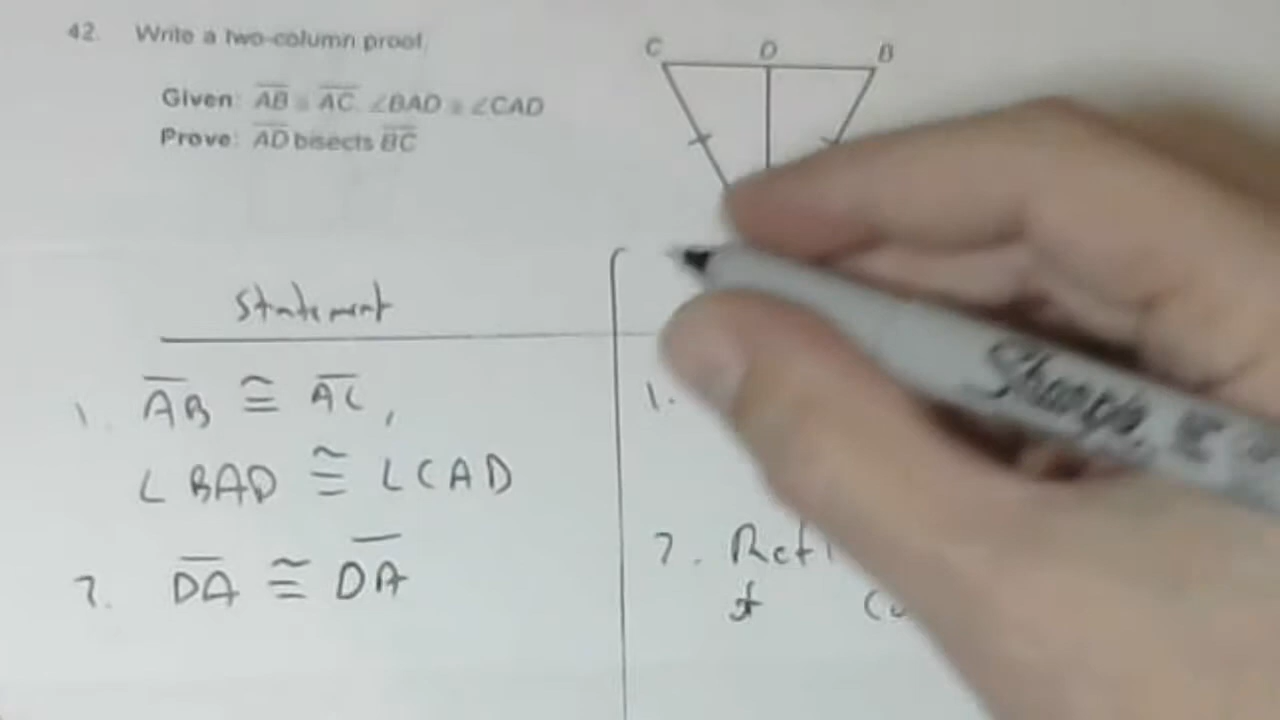 42. Write a two-column proof.
Given: AB ≅ AC, ∠BAD ≅ ∠CAD
Prove: AD bisects BC
C D B
Statement
1. AB ≅ AC,
∠BAD ≅ ∠CAD
2. DA ≅ DA
1.
2.
of
Sharpie